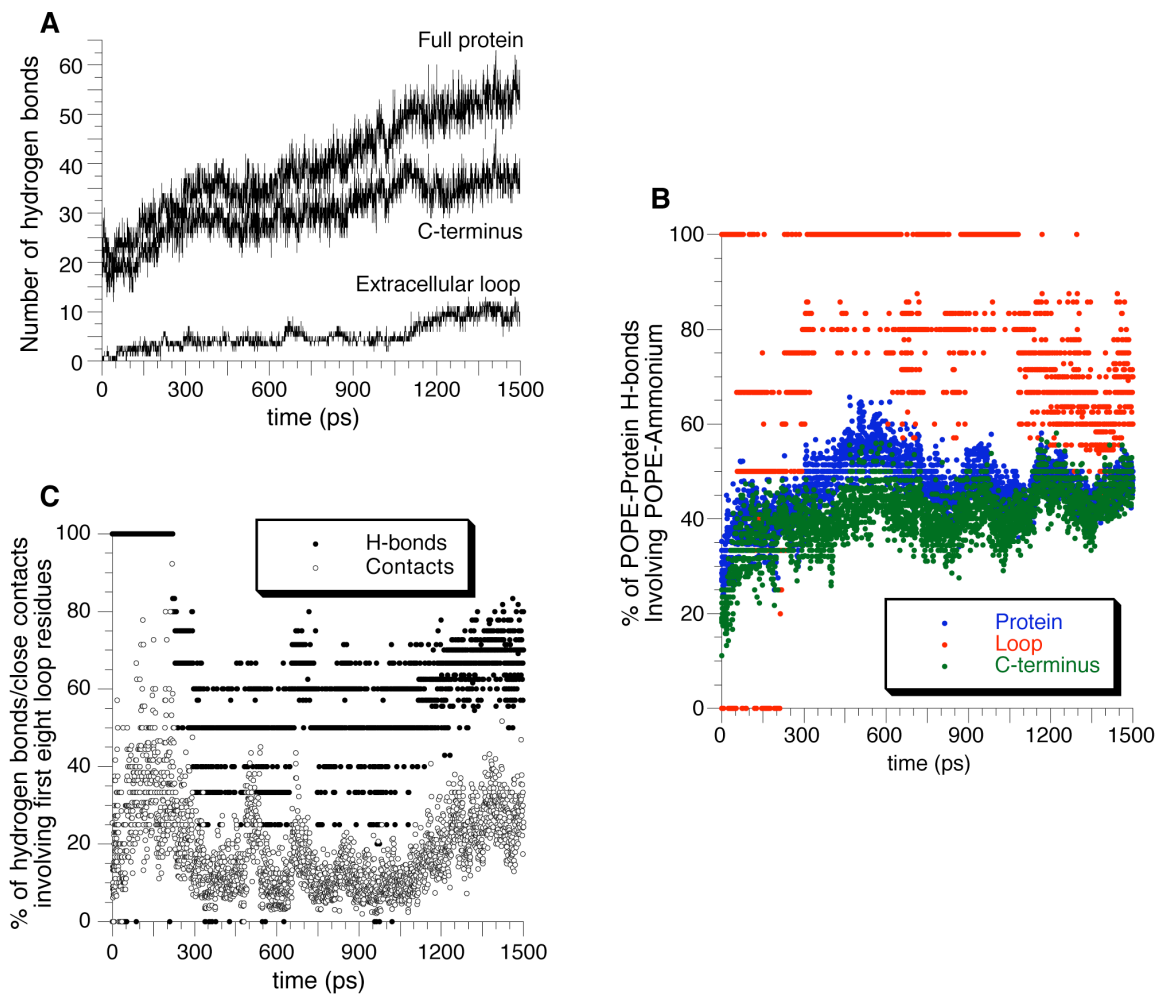 A
Number of hydrogen bonds
60
50
40
30
20
10
0
Full protein
C-terminus
Extracellular loop
0 300 600 900 1200 1500
time (ps)
B
% of POPE-Protein H-bonds
Involving POPE-Ammonium
100
80
60
40
20
0
Protein
Loop
C-terminus
0 300 600 900 1200 1500
time (ps)
C
% of hydrogen bonds/close contacts
involving first eight loop residues
100
80
60
40
20
0
H-bonds
Contacts
0 300 600 900 1200 1500
time (ps)